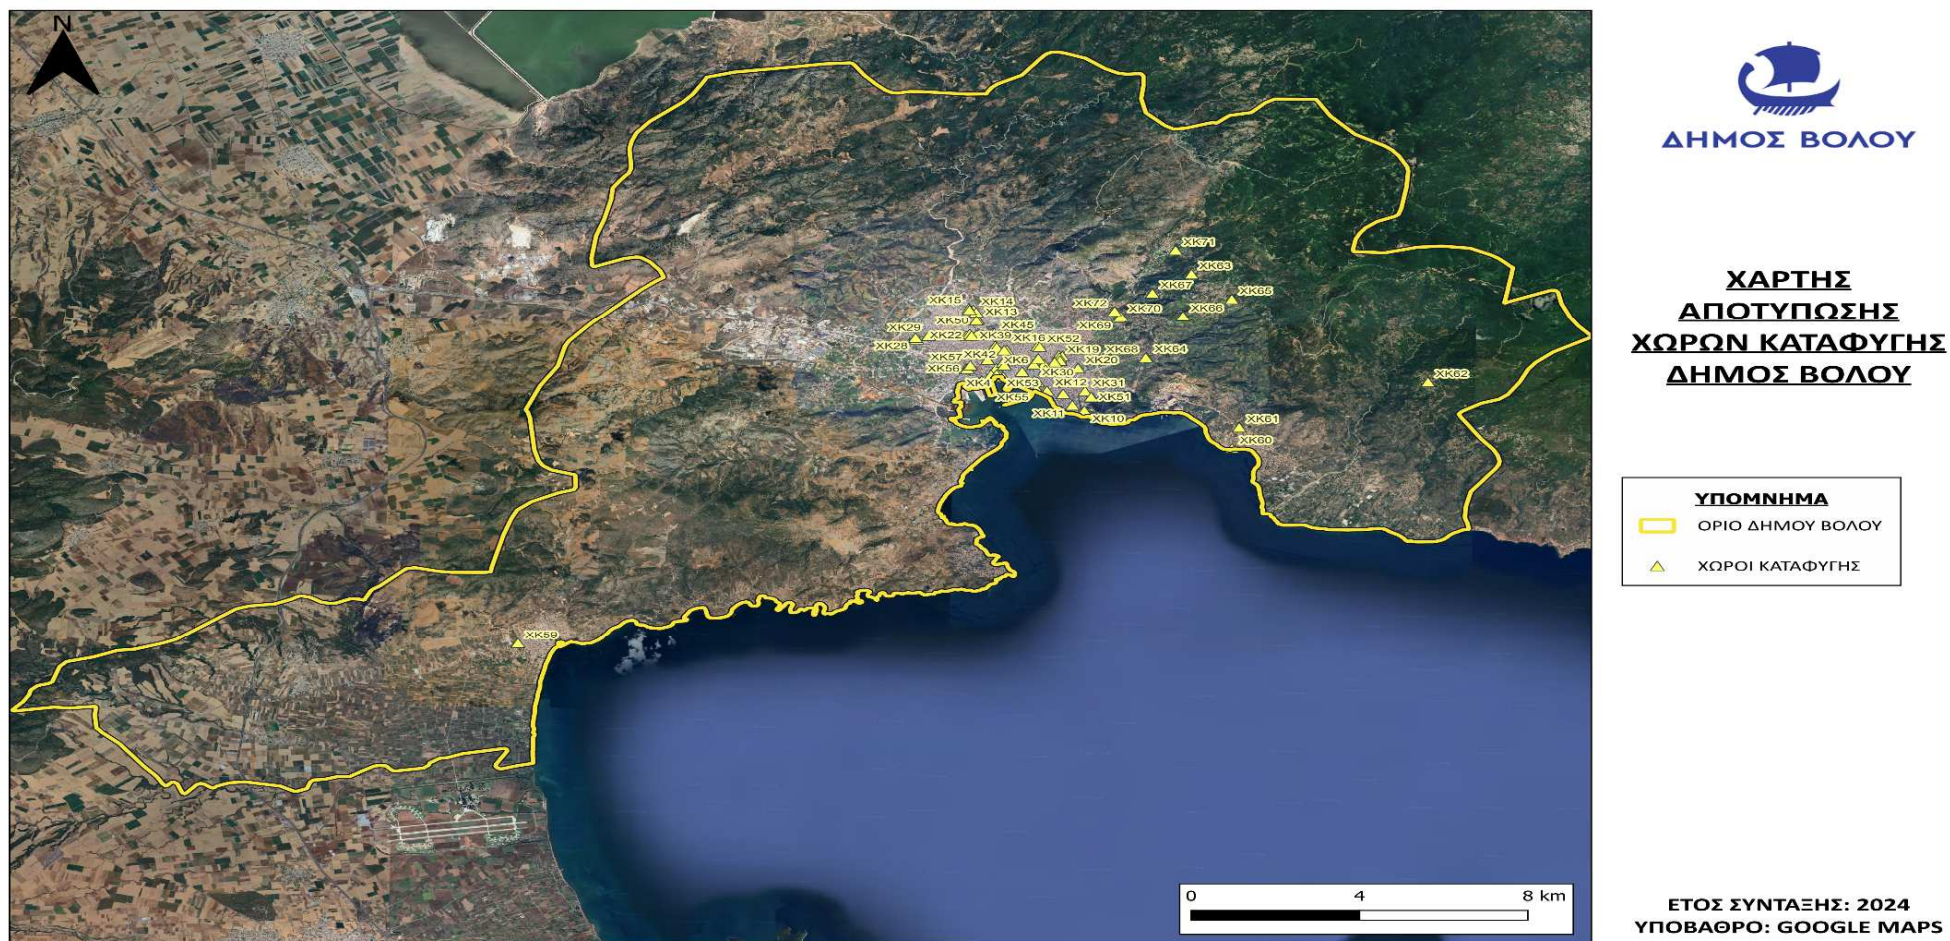 N
ΔΗΜΟΣ ΒΟΛΟΥ
ΧΑΡΤΗΣ
ΑΠΟΤΥΠΩΣΗΣ
ΧΩΡΩΝ ΚΑΤΑΦΥΓΗΣ
ΔΗΜΟΣ ΒΟΛΟΥ
ΥΠΟΜΝΗΜΑ
ΟΡΙΟ ΔΗΜΟΥ ΒΟΛΟΥ
ΧΩΡΟΙ ΚΑΤΑΦΥΓΗΣ
ΧΚ71
ΧΚ63
ΧΚ67
ΧΚ65
ΧΚ15 ΧΚ14
ΧΚ72 ΧΚ70 ΧΚ66
ΧΚ13
ΧΚ50 ΧΚ45 ΧΚ69
ΧΚ29 ΧΚ22 ΧΚ39 ΧΚ16 ΧΚ52
ΧΚ28
ΧΚ57 ΧΚ42 ΧΚ6 ΧΚ19 ΧΚ68 ΧΚ64
ΧΚ20
ΧΚ56 ΧΚ30
ΧΚ4 ΧΚ53 ΧΚ12 ΧΚ31 ΧΚ62
ΧΚ55 ΧΚ51
ΧΚ11 ΧΚ10
ΧΚ61
ΧΚ60
ΧΚ59
0 4 8 km
ΕΤΟΣ ΣΥΝΤΑΞΗΣ: 2024
ΥΠΟΒΑΘΡΟ: GOOGLE MAPS